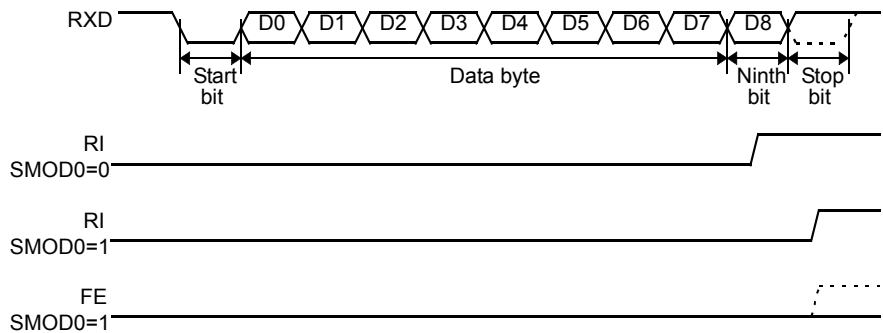 RXD D0 D1 D2 D3 D4 D5 D6 D7 D8
Start bit
Data byte
Ninth bit
Stop bit
RI
SMOD0=0
RI
SMOD0=1
FE
SMOD0=1